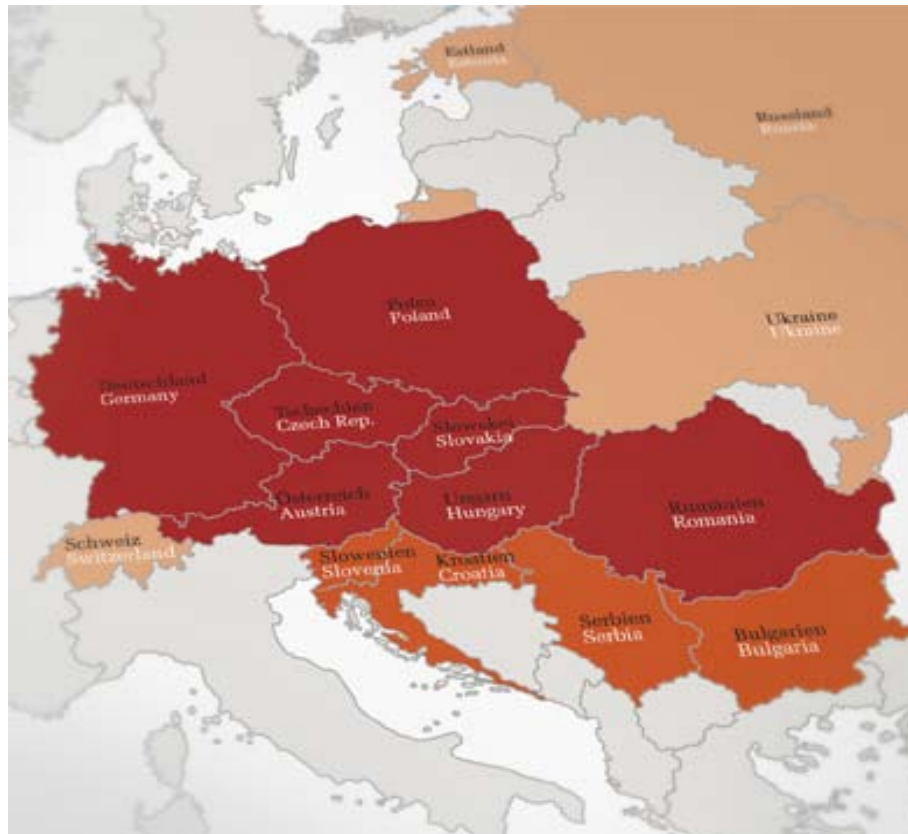 Estland
Estonia
Russland
Russia
Ukraine
Ukraine
Polen
Poland
Deutschland
Germany
Tschechien
Czech Rep.
Slowakei
Slovakia
Österreich
Austria
Ungarn
Hungary
Rumänien
Romania
Schweiz
Switzerland
Slowenien
Slovenia
Kroatien
Croatia
Serbien
Serbia
Bulgarien
Bulgaria